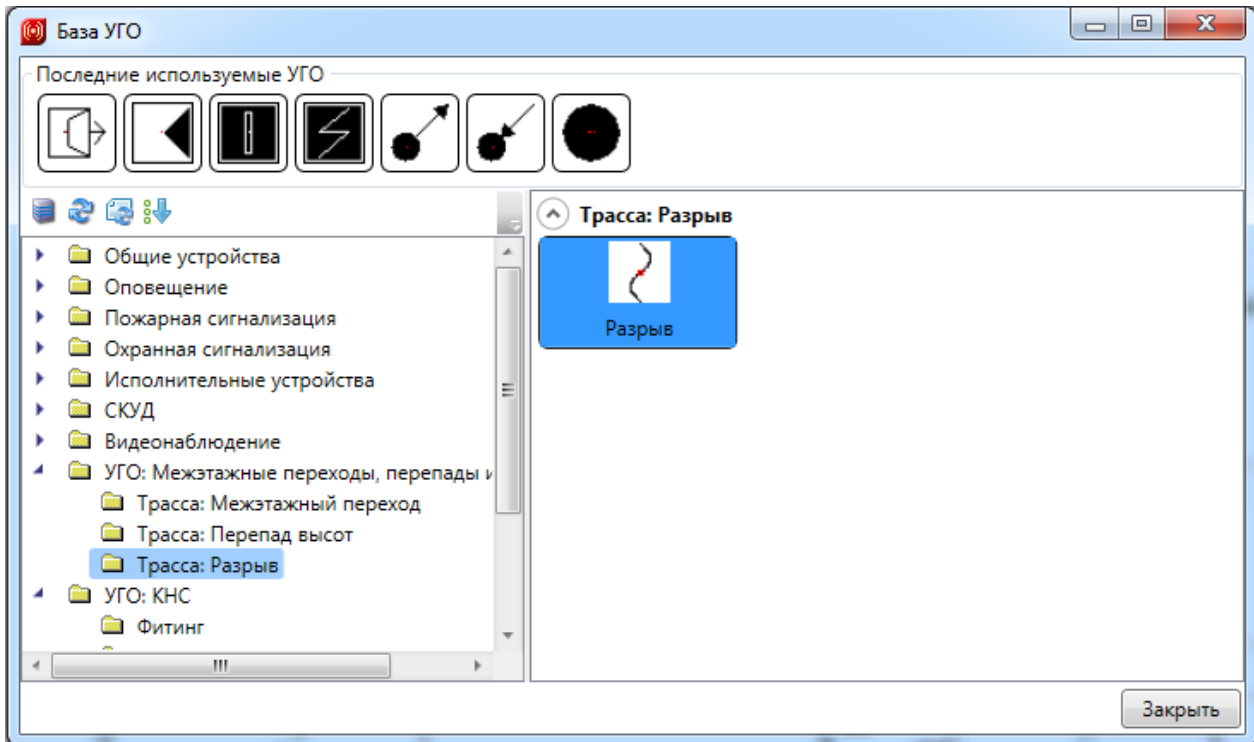 База УГО
Последние используемые УГО
Общие устройства
Оповещение
Пожарная сигнализация
Охранная сигнализация
Исполнительные устройства
СКУД
Видеонаблюдение
УГО: Межэтажные переходы, перепады и
Трасса: Межэтажный переход
Трасса: Перепад высот
Трасса: Разрыв
УГО: КНС
Фитинг
Трасса: Разрыв
Разрыв
Закрыть